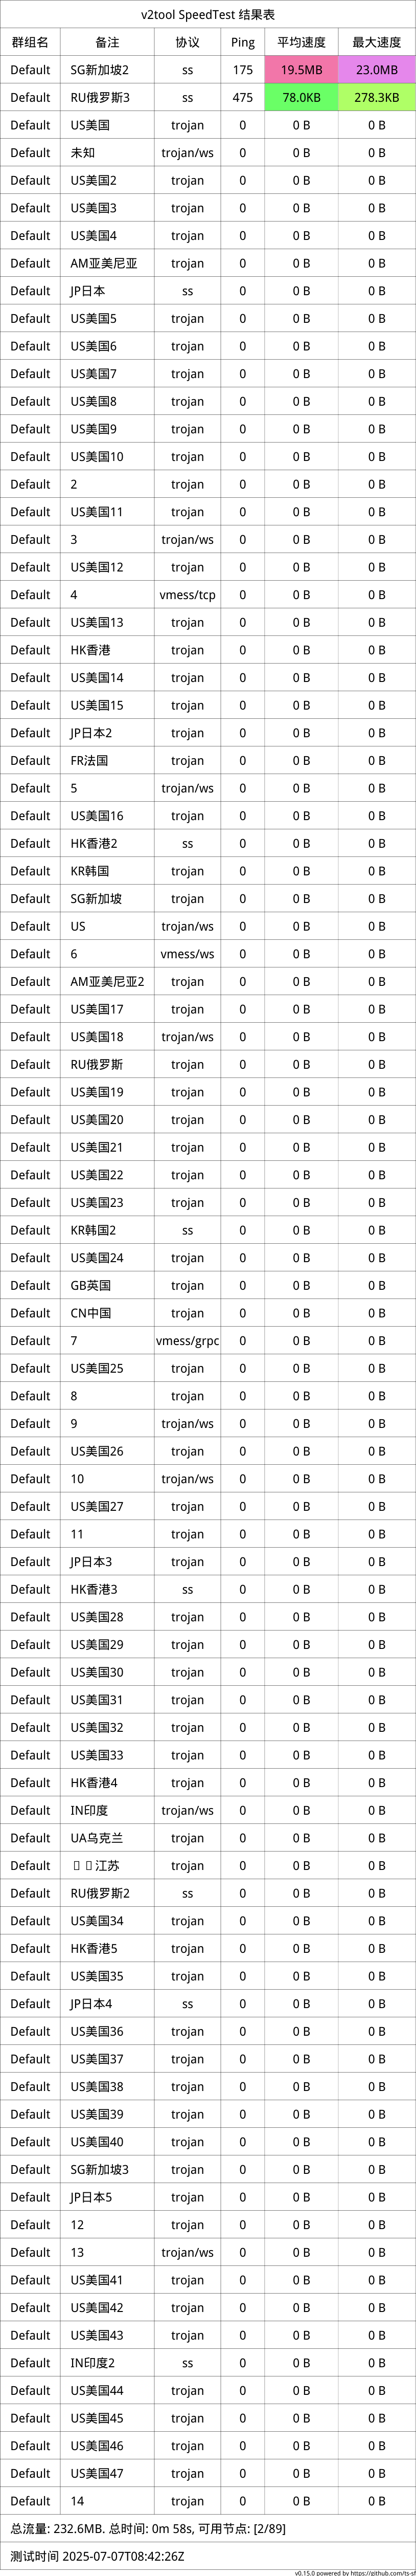 v2tool SpeedTest 结果表
群组名 备注 协议 Ping 平均速度 最大速度
Default SG新加坡2 ss 175 19.5MB 23.0MB
Default RU俄罗斯3 ss 475 78.0KB 278.3KB
Default US美国 trojan 0 0 B 0 B
Default 未知 trojan/ws 0 0 B 0 B
Default US美国2 trojan 0 0 B 0 B
Default US美国3 trojan 0 0 B 0 B
Default US美国4 trojan 0 0 B 0 B
Default AM亚美尼亚 trojan 0 0 B 0 B
Default JP日本 ss 0 0 B 0 B
Default US美国5 trojan 0 0 B 0 B
Default US美国6 trojan 0 0 B 0 B
Default US美国7 trojan 0 0 B 0 B
Default US美国8 trojan 0 0 B 0 B
Default US美国9 trojan 0 0 B 0 B
Default US美国10 trojan 0 0 B 0 B
Default 2 trojan 0 0 B 0 B
Default US美国11 trojan 0 0 B 0 B
Default 3 trojan/ws 0 0 B 0 B
Default US美国12 trojan 0 0 B 0 B
Default 4 vmess/tcp 0 0 B 0 B
Default US美国13 trojan 0 0 B 0 B
Default HK香港 trojan 0 0 B 0 B
Default US美国14 trojan 0 0 B 0 B
Default US美国15 trojan 0 0 B 0 B
Default JP日本2 trojan 0 0 B 0 B
Default FR法国 trojan 0 0 B 0 B
Default 5 trojan/ws 0 0 B 0 B
Default US美国16 trojan 0 0 B 0 B
Default HK香港2 ss 0 0 B 0 B
Default KR韩国 trojan 0 0 B 0 B
Default SG新加坡 trojan 0 0 B 0 B
Default US trojan/ws 0 0 B 0 B
Default 6 vmess/ws 0 0 B 0 B
Default AM亚美尼亚2 trojan 0 0 B 0 B
Default US美国17 trojan 0 0 B 0 B
Default US美国18 trojan/ws 0 0 B 0 B
Default RU俄罗斯 trojan 0 0 B 0 B
Default US美国19 trojan 0 0 B 0 B
Default US美国20 trojan 0 0 B 0 B
Default US美国21 trojan 0 0 B 0 B
Default US美国22 trojan 0 0 B 0 B
Default US美国23 trojan 0 0 B 0 B
Default KR韩国2 ss 0 0 B 0 B
Default US美国24 trojan 0 0 B 0 B
Default GB英国 trojan 0 0 B 0 B
Default CN中国 trojan 0 0 B 0 B
Default 7 vmess/grpc 0 0 B 0 B
Default US美国25 trojan 0 0 B 0 B
Default 8 trojan 0 0 B 0 B
Default 9 trojan/ws 0 0 B 0 B
Default US美国26 trojan 0 0 B 0 B
Default 10 trojan/ws 0 0 B 0 B
Default US美国27 trojan 0 0 B 0 B
Default 11 trojan 0 0 B 0 B
Default JP日本3 trojan 0 0 B 0 B
Default HK香港3 ss 0 0 B 0 B
Default US美国28 trojan 0 0 B 0 B
Default US美国29 trojan 0 0 B 0 B
Default US美国30 trojan 0 0 B 0 B
Default US美国31 trojan 0 0 B 0 B
Default US美国32 trojan 0 0 B 0 B
Default US美国33 trojan 0 0 B 0 B
Default HK香港4 trojan 0 0 B 0 B
Default IN印度 trojan/ws 0 0 B 0 B
Default UA乌克兰 trojan 0 0 B 0 B
Default 江苏 trojan 0 0 B 0 B
Default RU俄罗斯2 ss 0 0 B 0 B
Default US美国34 trojan 0 0 B 0 B
Default HK香港5 trojan 0 0 B 0 B
Default US美国35 trojan 0 0 B 0 B
Default JP日本4 ss 0 0 B 0 B
Default US美国36 trojan 0 0 B 0 B
Default US美国37 trojan 0 0 B 0 B
Default US美国38 trojan 0 0 B 0 B
Default US美国39 trojan 0 0 B 0 B
Default US美国40 trojan 0 0 B 0 B
Default SG新加坡3 trojan 0 0 B 0 B
Default JP日本5 trojan 0 0 B 0 B
Default 12 trojan 0 0 B 0 B
Default 13 trojan/ws 0 0 B 0 B
Default US美国41 trojan 0 0 B 0 B
Default US美国42 trojan 0 0 B 0 B
Default US美国43 trojan 0 0 B 0 B
Default IN印度2 ss 0 0 B 0 B
Default US美国44 trojan 0 0 B 0 B
Default US美国45 trojan 0 0 B 0 B
Default US美国46 trojan 0 0 B 0 B
Default US美国47 trojan 0 0 B 0 B
Default 14 trojan 0 0 B 0 B
总流量: 232.6MB. 总时间: 0m 58s, 可用节点: [2/89]
测试时间 2025-07-07T08:42:26Z
v0.15.0 powered by https://github.com/ts-sf